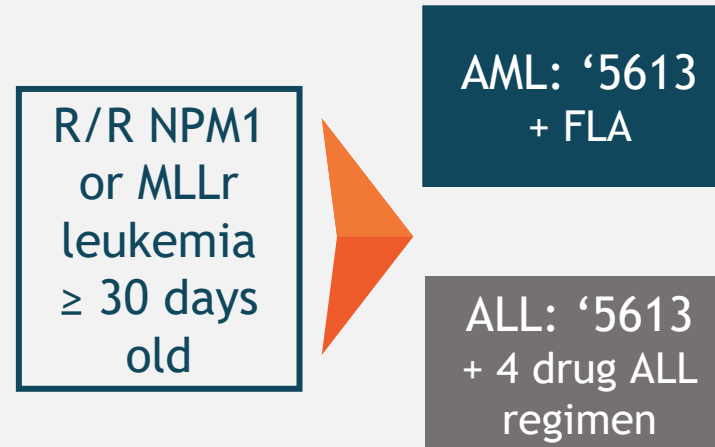 R/R NPM1
or MLLr
leukemia
≥ 30 days
old
AML: ‘5613
+ FLA
ALL: ‘5613
+ 4 drug ALL
regimen